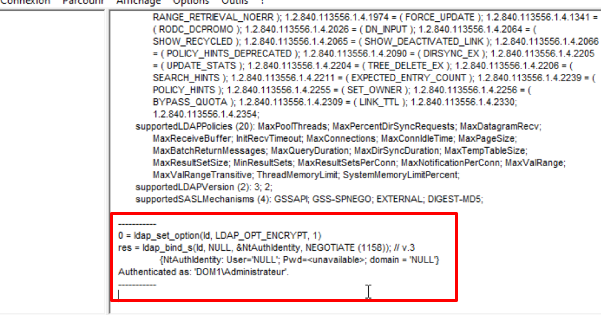 Connexion Parcourir Affichage Options Outils ?
RANGE_RETRIEVAL_NOERR ); 1.2.840.113556.1.4.1974 = ( FORCE_UPDATE ); 1.2.840.113556.1.4.1341 =
( RODC_DCPROMO ); 1.2.840.113556.1.4.2026 = ( DN_INPUT ); 1.2.840.113556.1.4.2064 = (
SHOW_RECYCLED ); 1.2.840.113556.1.4.2065 = ( SHOW_DEACTIVATED_LINK ); 1.2.840.113556.1.4.2066
= ( POLICY_HINTS_DEPRECATED ); 1.2.840.113556.1.4.2090 = ( DIRSYNC_EX ); 1.2.840.113556.1.4.2205
= ( UPDATE_STATS ); 1.2.840.113556.1.4.2204 = ( TREE_DELETE_EX ); 1.2.840.113556.1.4.2206 = (
SEARCH_HINTS ); 1.2.840.113556.1.4.2211 = ( EXPECTED_ENTRY_COUNT ); 1.2.840.113556.1.4.2239 = (
POLICY_HINTS ); 1.2.840.113556.1.4.2255 = ( SET_OWNER ); 1.2.840.113556.1.4.2256 = (
BYPASS_QUOTA ); 1.2.840.113556.1.4.2309 = ( LINK_TTL ); 1.2.840.113556.1.4.2330;
1.2.840.113556.1.4.2354;
supportedLDAPPolicies (20): MaxPoolThreads; MaxPercentDirSyncRequests; MaxDatagramRecv;
MaxReceiveBuffer; InitRecvTimeout; MaxConnections; MaxConnIdleTime; MaxPageSize;
MaxBatchReturnMessages; MaxQueryDuration; MaxDirSyncDuration; MaxTempTableSize;
MaxResultSetSize; MinResultSets; MaxResultSetsPerConn; MaxNotificationPerConn; MaxValRange;
MaxValRangeTransitive; ThreadMemoryLimit; SystemMemoryLimitPercent;
supportedLDAPVersion (2): 3; 2;
supportedSASLMechanisms (4): GSSAPI; GSS-SPNEGO; EXTERNAL; DIGEST-MD5;
-----------
0 = ldap_set_option(ld, LDAP_OPT_ENCRYPT, 1)
res = ldap_bind_s(ld, NULL, &NtAuthIdentity, NEGOTIATE (1158)); // v.3
{NtAuthIdentity: User='NULL'; Pwd=<unavailable>; domain = 'NULL'}
Authenticated as: 'DOM1\Administrateur'.
-----------